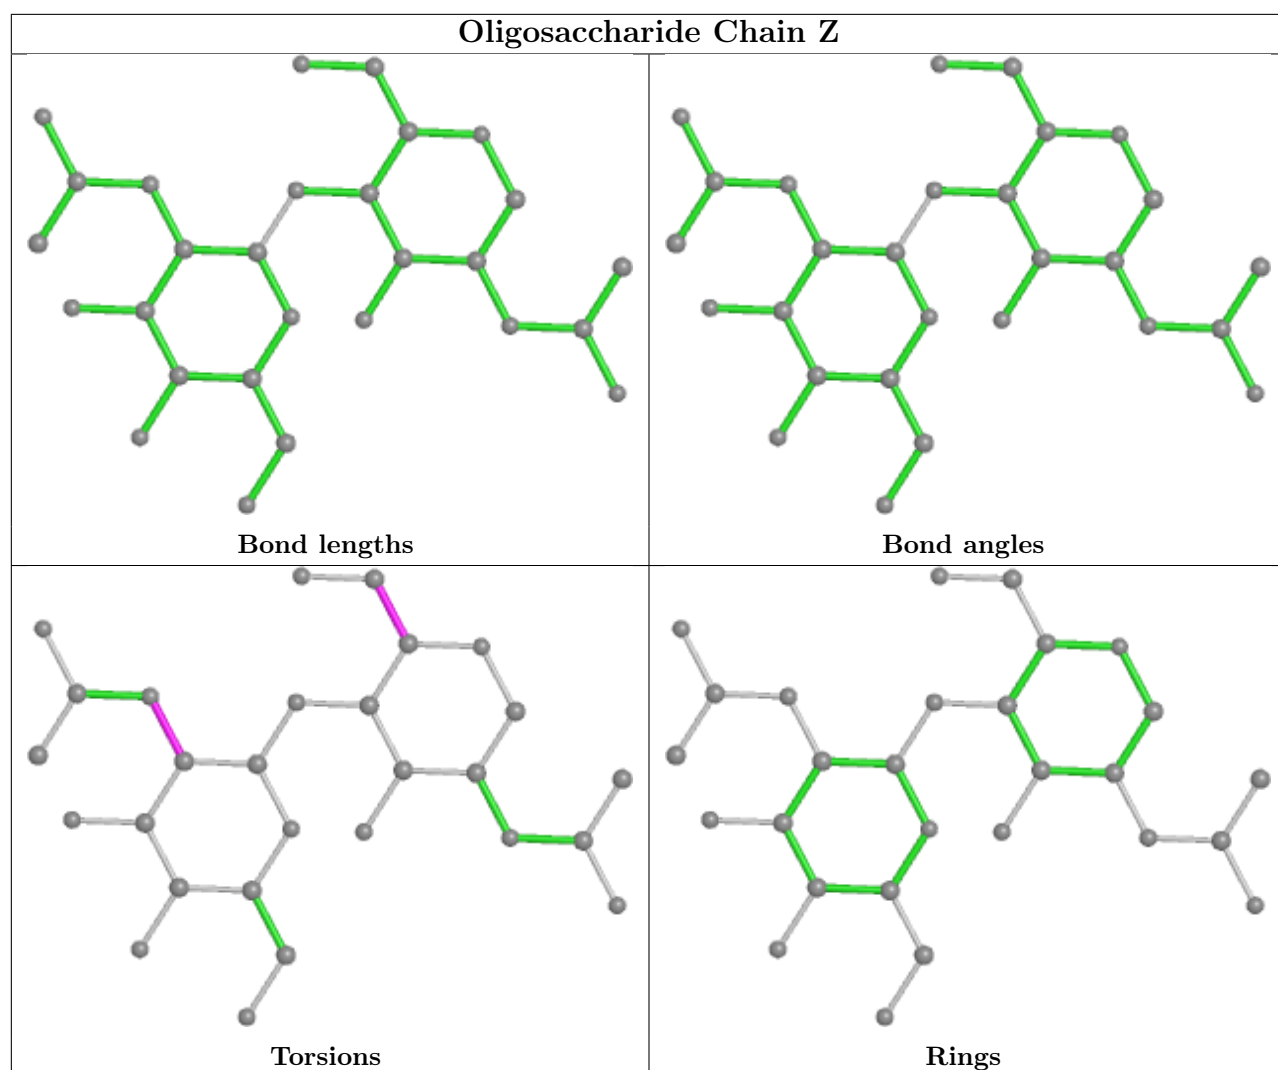 Oligosaccharide Chain Z
Bond lengths
Bond angles
Torsions
Rings